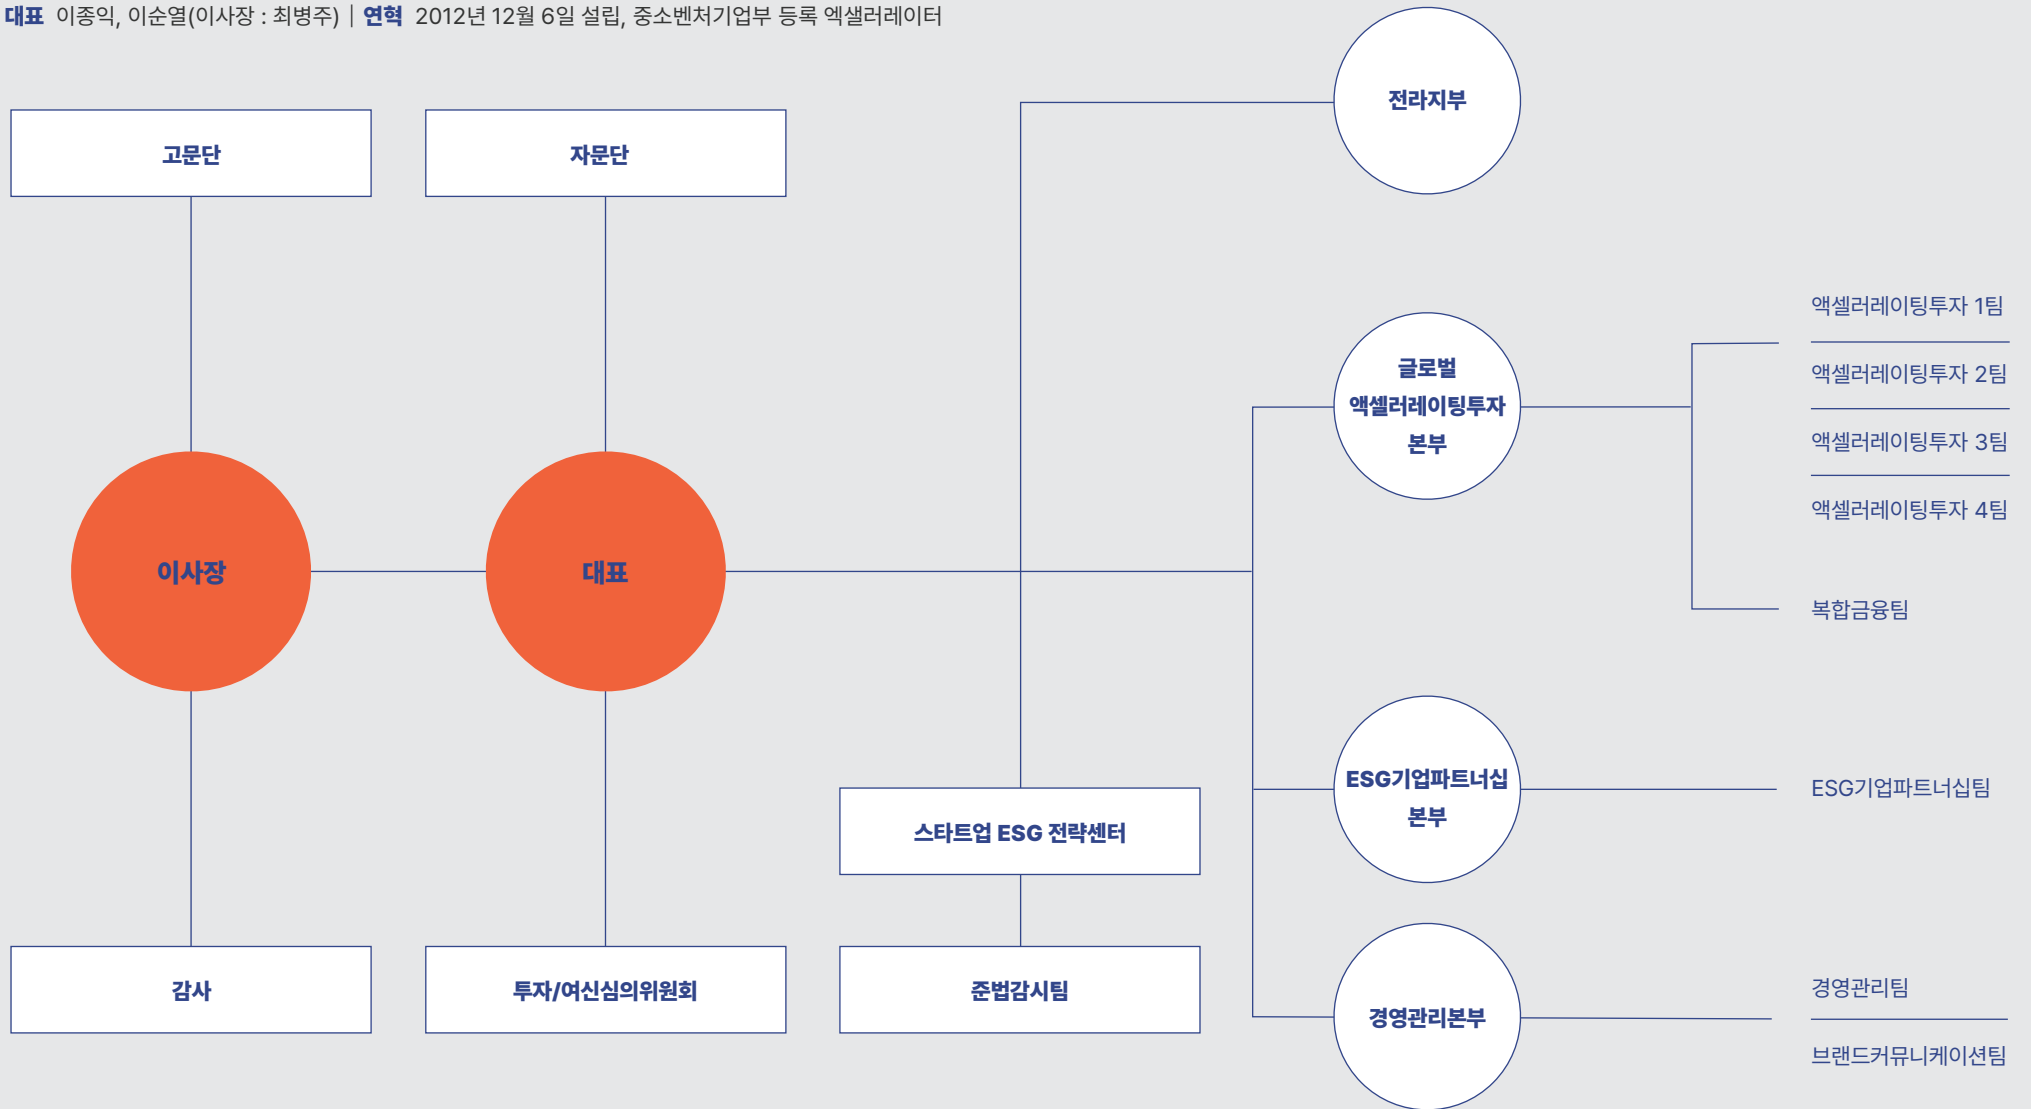 대표 이종익, 이순열(이사장 : 최병주) | 연혁 2012년 12월 6일 설립, 중소벤처기업부 등록 엑샐러레이터
고문단
자문단
전라지부
이사장
대표
글로벌
액셀러레이팅투자
본부
액셀러레이팅투자 1팀
액셀러레이팅투자 2팀
액셀러레이팅투자 3팀
액셀러레이팅투자 4팀
복합금융팀
스타트업 ESG 전략센터
ESG기업파트너십
본부
ESG기업파트너십팀
감사
투자/여신심의위원회
준법감시팀
경영관리본부
경영관리팀
브랜드커뮤니케이션팀